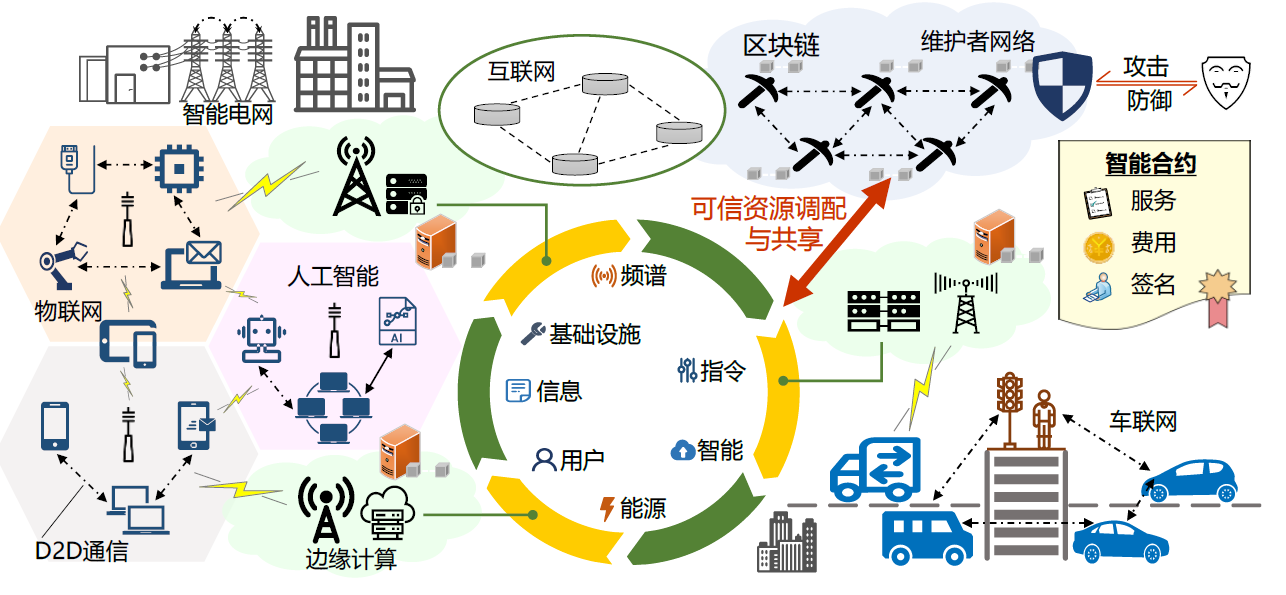 区块链
维护者网络
互联网
攻击
防御
智能电网
智能合约
服务
费用
签名
可信资源调配
与共享
人工智能
频谱
物联网
基础设施
AI
指令
信息
车联网
智能
用户
能源
D2D通信
边缘计算